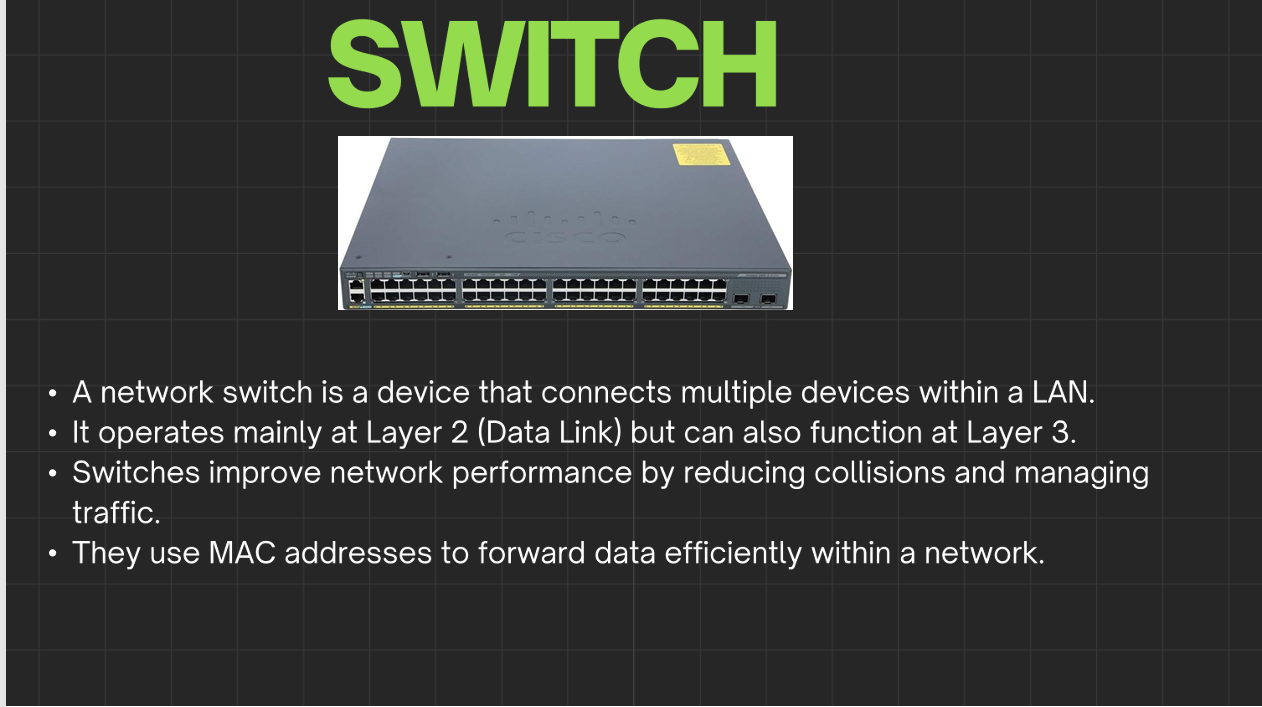 SWITCH
CISCO
• A network switch is a device that connects multiple devices within a LAN.
• It operates mainly at Layer 2 (Data Link) but can also function at Layer 3.
• Switches improve network performance by reducing collisions and managing
traffic.
• They use MAC addresses to forward data efficiently within a network.